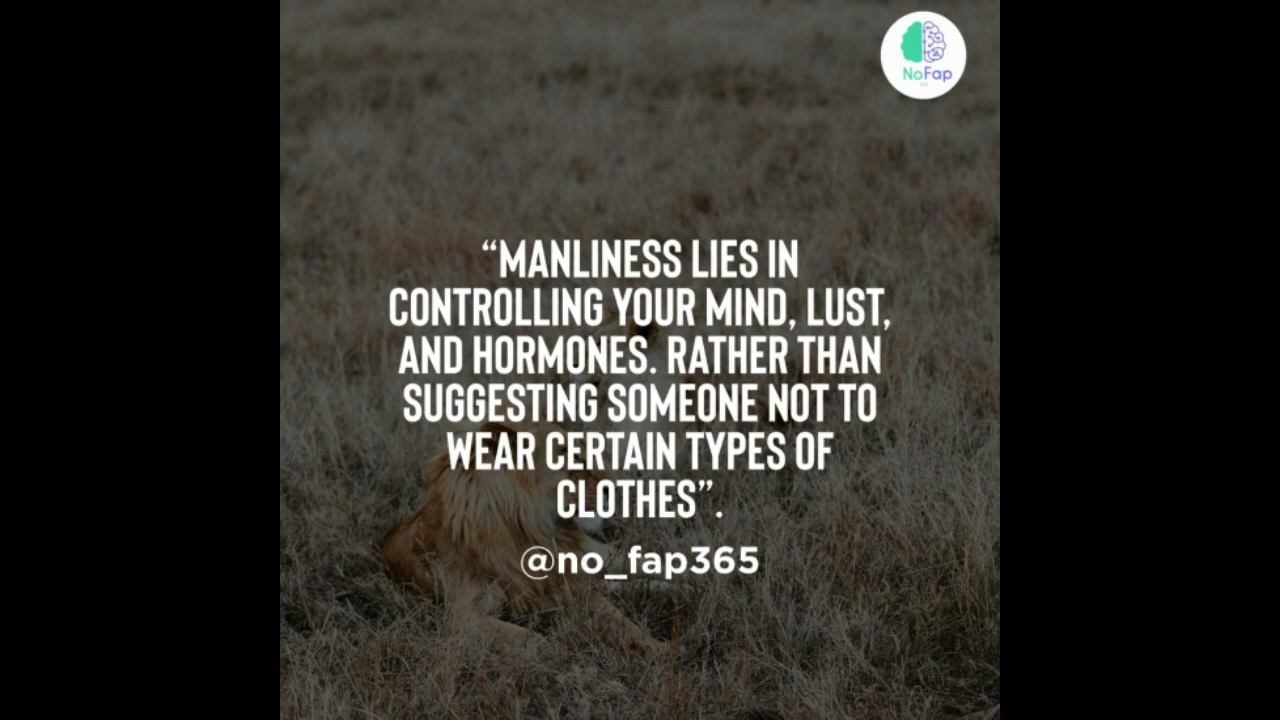 NoFap
“MANLINESS LIES IN
CONTROLLING YOUR MIND, LUST,
AND HORMONES. RATHER THAN
SUGGESTING SOMEONE NOT TO
WEAR CERTAIN TYPES OF
CLOTHES”.
@no_fap365